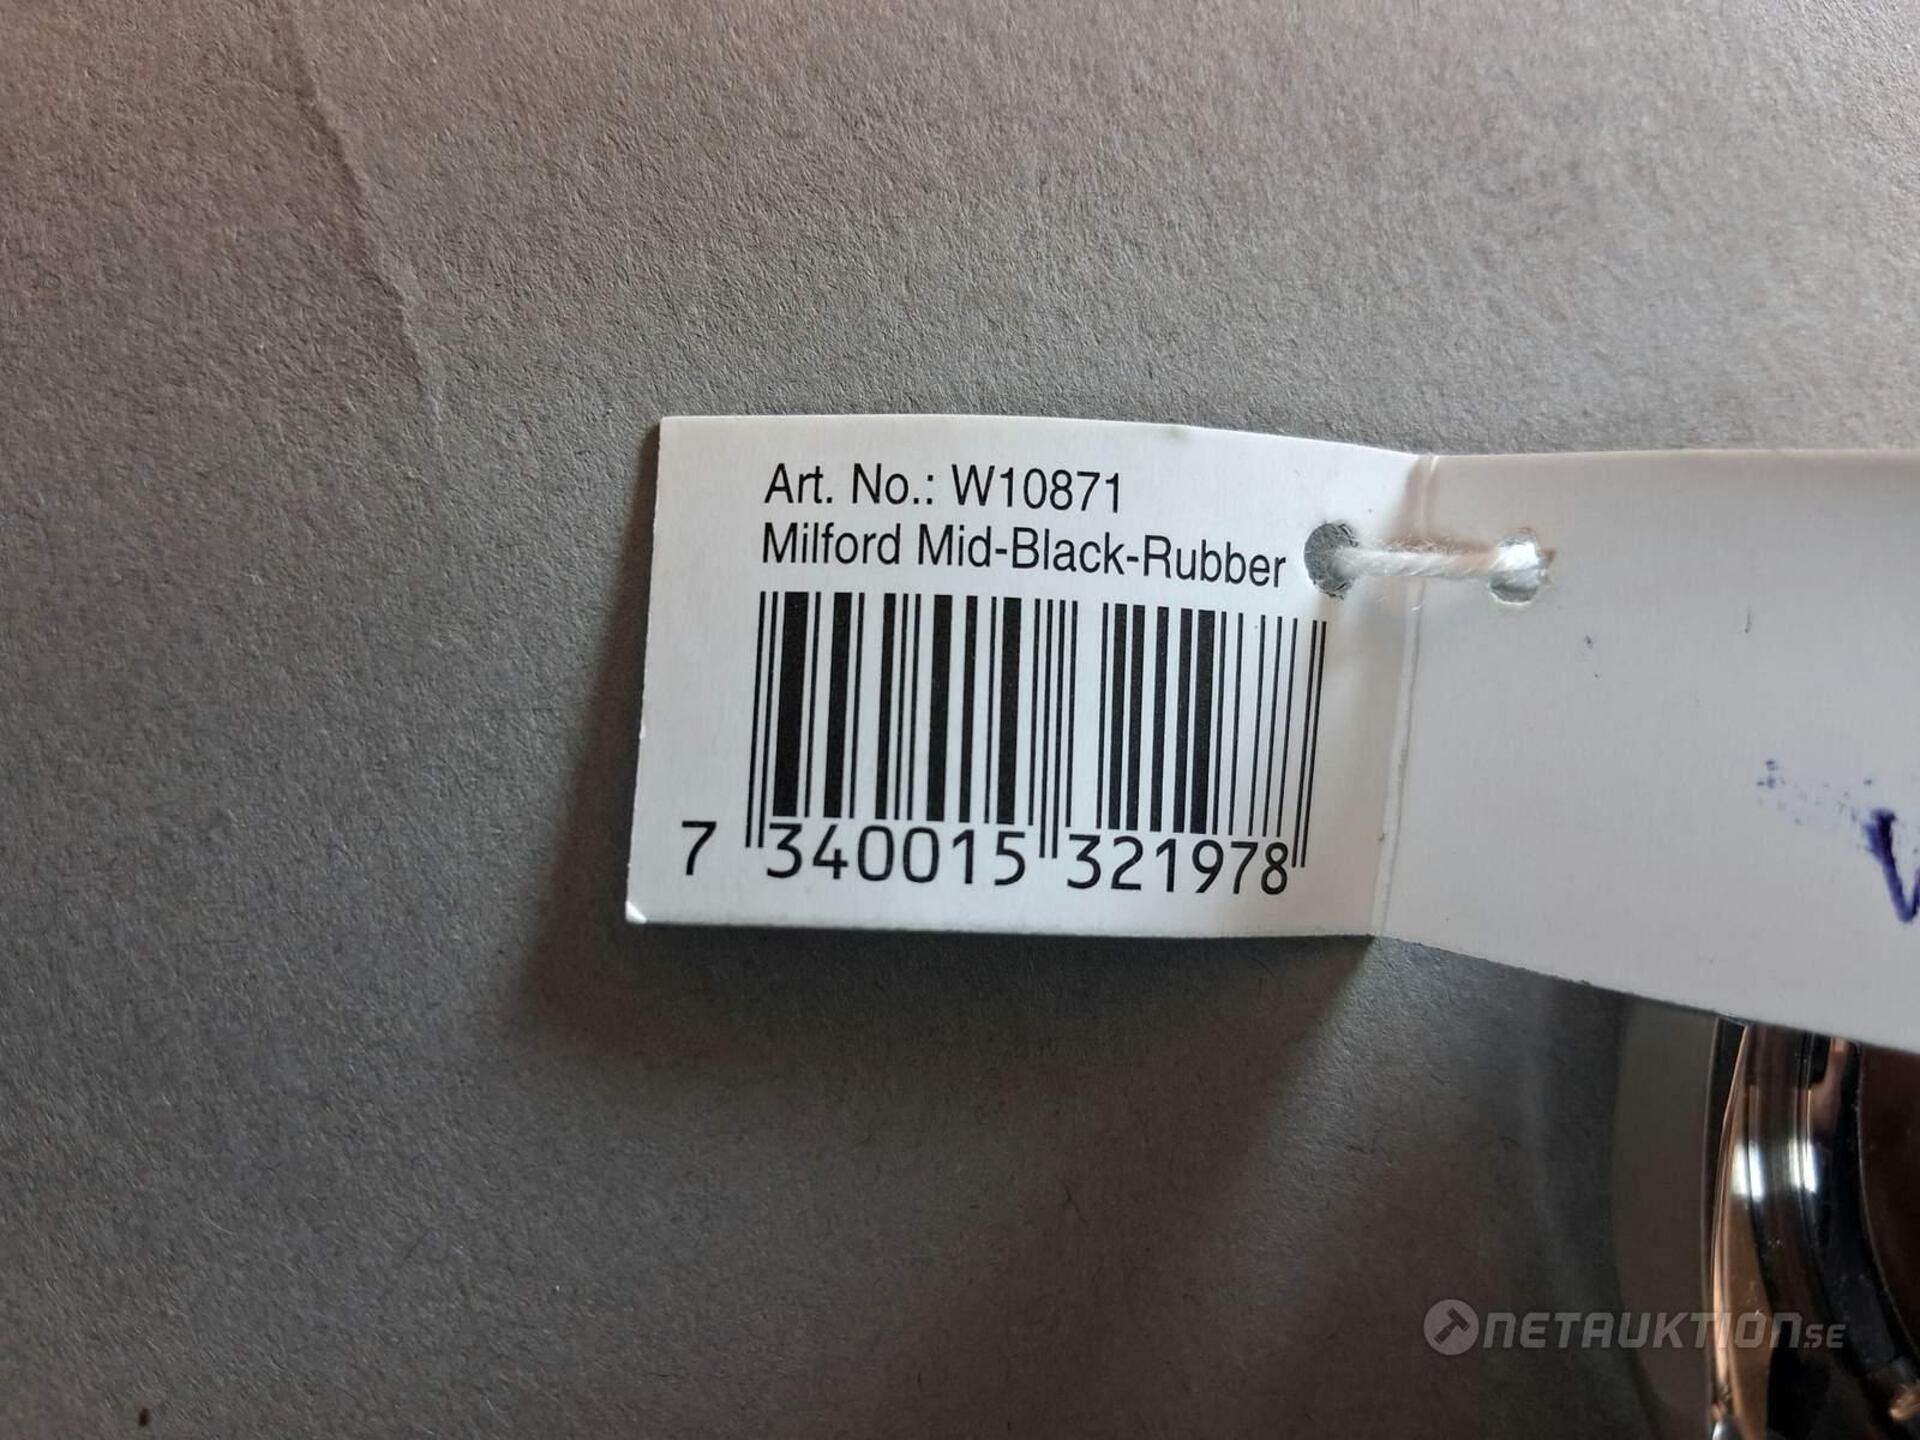 Art. No.: W10871
Milford Mid-Black-Rubber
7 340015 321978
NETAUKTION.SE